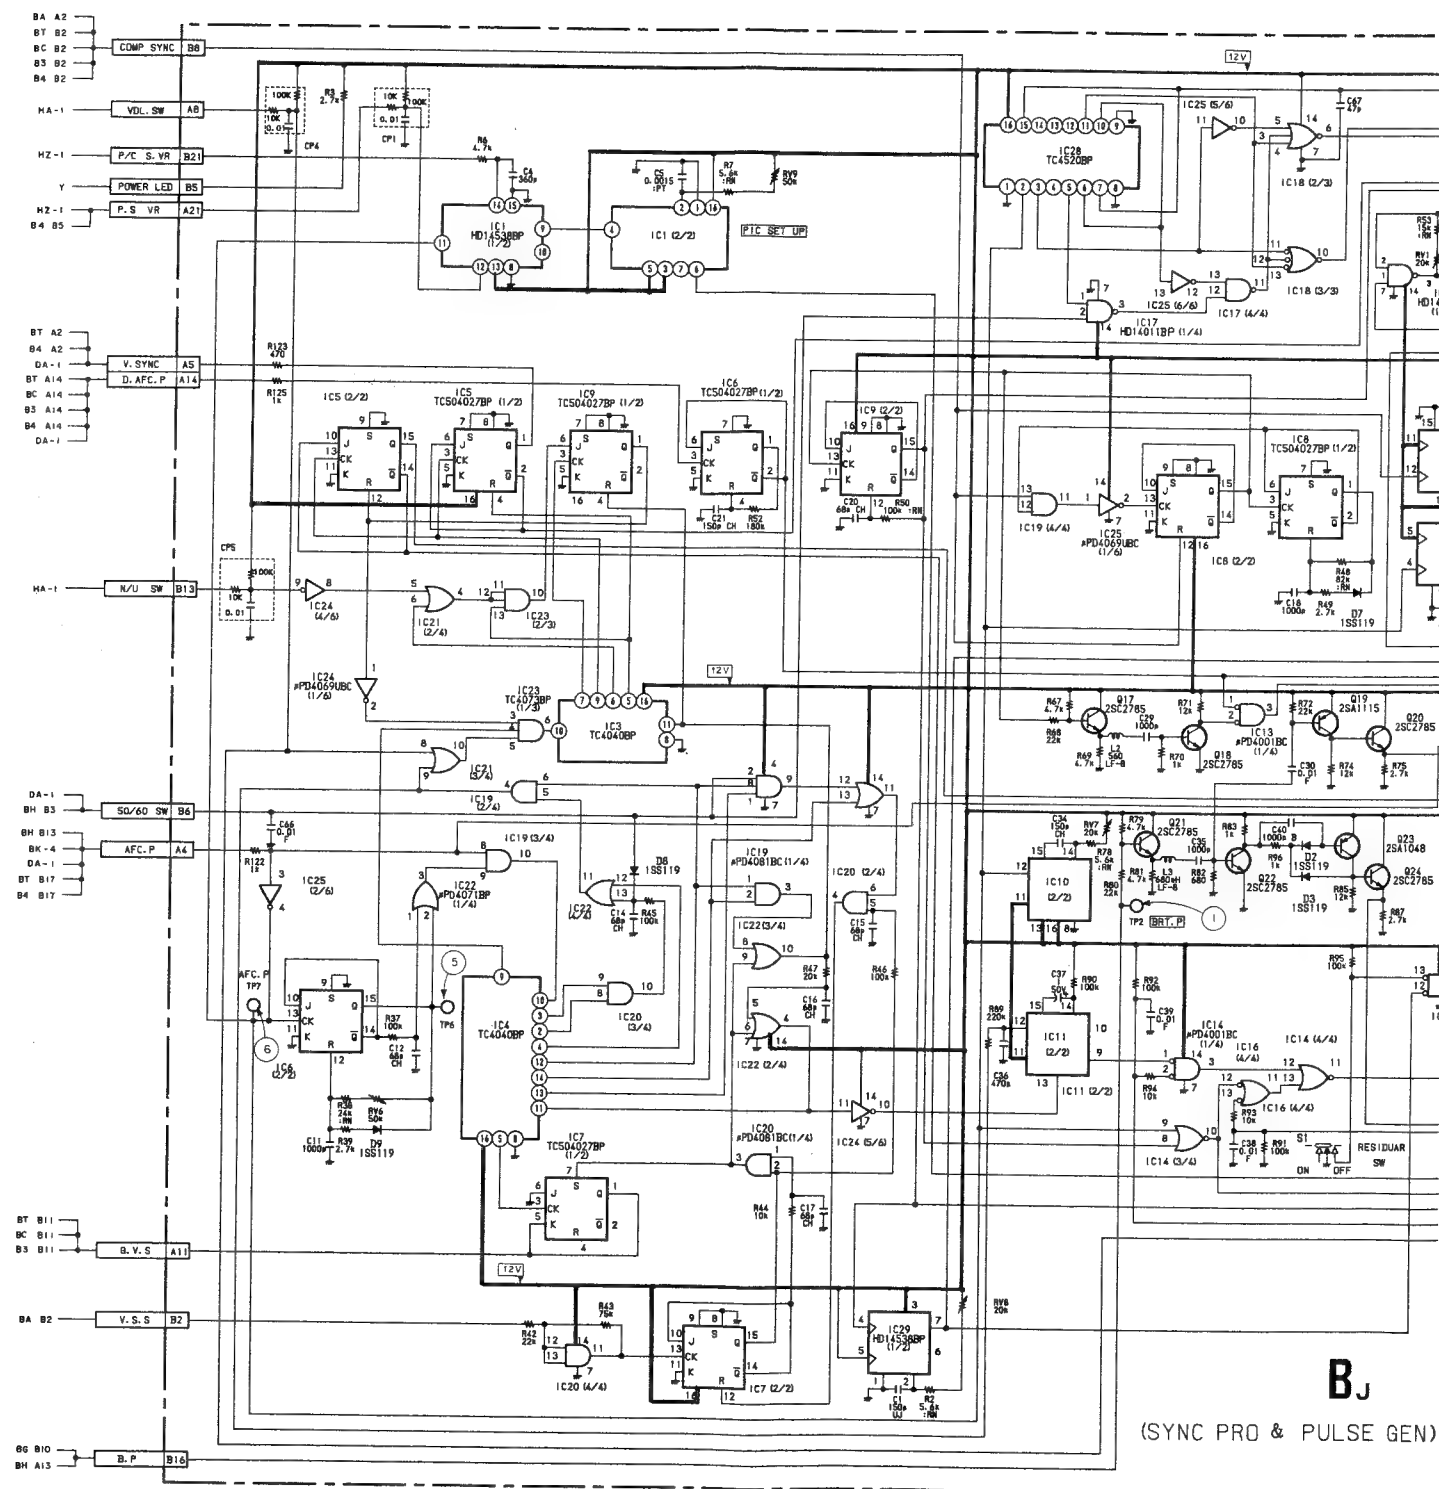 BA A2
BT B2
BC B2
B3 B2
B4 B2
COMP SYNC B8
HA-1 VOL. SW A8
HZ-1 P/C S. VR B21
Y POWER LED B5
HZ-1 P.S VR A21
B4 B5
100K
10K
0.01
CP4
R3
2.7k
10K
100K
0.01
CP1
R6
4.7k
C4
360p
IC1
HD14538BP
(1/2)
C5
0.0015
:PT
R7
5.6k
:RN
RV9
50k
IC1 (2/2)
PIC SET UP
12V
IC28
TC4520BP
IC25 (5/6)
C67
47p
IC18 (2/3)
IC18 (3/3)
IC25 (6/6)
IC17 (4/4)
IC17
HD14011BP (1/4)
R53
15k
:RN
RV1
20k
BT A2
B4 A2
DA-1 V. SYNC A5
BT A14 D. AFC. P A14
BC A14
B3 A14
B4 A14
DA-1
R123
470
R125
1k
IC5 (2/2)
IC5
TC504027BP (1/2)
IC9
TC504027BP (1/2)
IC6
TC504027BP (1/2)
IC9 (2/2)
C21
150p CH
R52
180k
C20
68p CH
R50
100k :RN
IC19 (4/4)
IC25
μPD4069UBC
(1/6)
IC8 (2/2)
IC8
TC504027BP (1/2)
R48
82k
:RN
C18
1000p
R49
2.7k
D7
1SS119
HA-1 N/U SW B13
CP5
100K
10K
0.01
IC24
(4/6)
IC21
(2/4)
IC23
(2/3)
IC24
μPD4069UBC
(1/6)
IC23
TC4073BP
(1/3)
IC3
TC4040BP
12V
IC21
(3/4)
IC19
(2/4)
R67
4.7k
R68
22k
Q17
2SC2785
R69
4.7k
L2
560
LF-8
C29
1000p
R70
1k
R71
12k
Q18
2SC2785
IC13
μPD4001BC
(1/4)
R72
22k
C30
0.01
F
Q19
2SA1115
R74
12k
Q20
2SC2785
R75
2.7k
DA-1
BH B3
50/60 SW B6
BH B13
BK-4 AFC. P A4
DA-1
BT B17
B4 B17
C66
0.01
F
R122
1k
IC25
(2/6)
IC19 (3/4)
IC22
μPD4071BP
(1/4)
IC22
(4/4)
D8
1SS119
C14
68p
CH
R45
100k
IC19
μPD4081BC (1/4)
IC20 (2/4)
C15
68p
CH
IC22 (3/4)
R47
20k
R46
100k
C16
68p
CH
IC22 (2/4)
C34
150p
CH
RV7
20k
R78
5.6k
:RN
IC10
(2/2)
R79
4.7k
R80
22k
Q21
2SC2785
R81
4.7k
L3
680μH
LF-8
C35
1000p
R82
680
R83
1k
Q22
2SC2785
C40
1000p B
R96
1k
D2
1SS119
D3
1SS119
Q23
2SA1048
R85
12k
Q24
2SC2785
R87
2.7k
TP2
BRT. P
1
AFC. P
TP7
6
IC6
(2/2)
R37
100k
C12
68p
CH
TP6
5
R38
24k
:RN
RV6
50k
C11
1000p
R39
2.7k
D9
1SS119
IC4
TC4040BP
IC20
(3/4)
IC7
TC504027BP
(1/2)
IC20
μPD4081BC (1/4)
IC24 (5/6)
R44
10k
C17
68p
CH
R89
220k
C36
470p
C37
50V
R90
100k
IC11
(2/2)
IC11 (2/2)
R92
100k
C39
0.01
F
IC14
μPD4001BC
(1/4)
R94
10k
IC16
(4/4)
IC14 (4/4)
IC16 (4/4)
R93
10k
IC14 (3/4)
C38
0.01
F
R91
100k
S1
ON OFF
RESIDUAR
SW
R95
100k
BT B11
BC B11
B3 B11 B. V. S A11
BA B2 V. S. S B2
12V
R42
22k
R43
75k
IC20 (4/4)
IC7 (2/2)
IC29
HD14538BP
(1/2)
C1
150p
UJ
R2
5.6k
:RN
RV8
20k
BG B10
BH A13
B. P B16
BJ
(SYNC PRO & PULSE GEN)